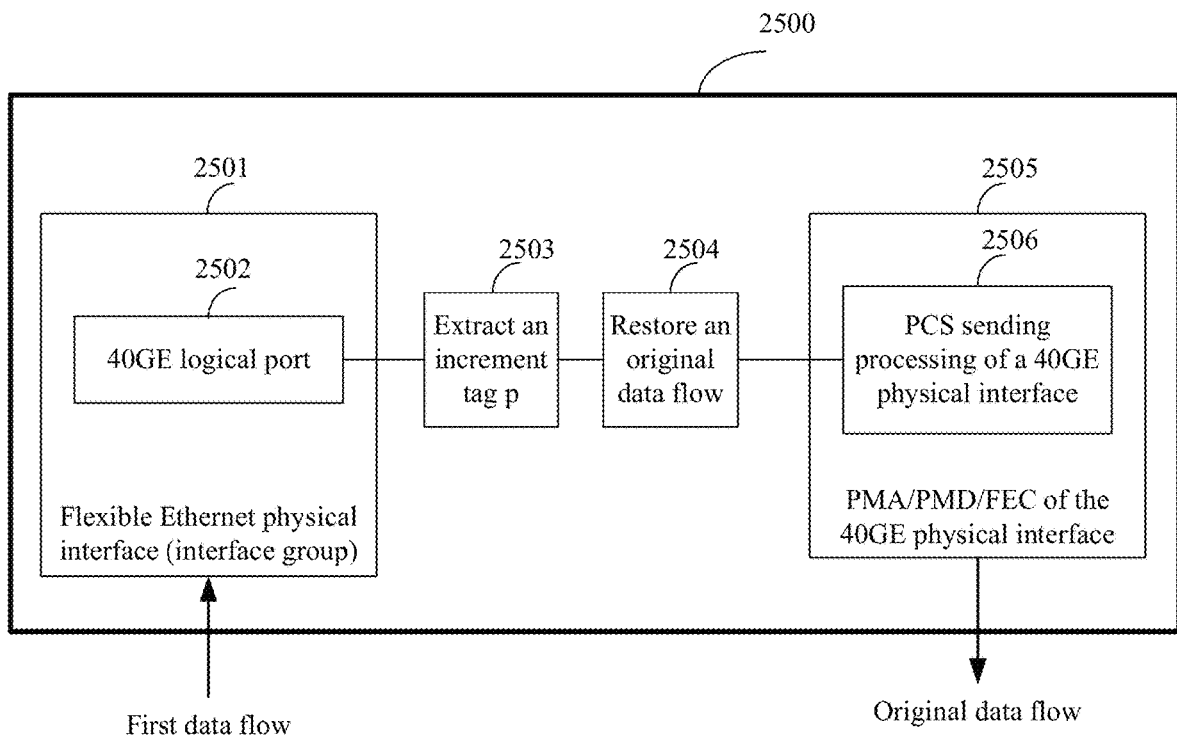 2500
2501
2505
2502
2503
2504
2506
40GE logical port
Extract an
increment
tag p
Restore an
original
data flow
PCS sending
processing of a 40GE
physical interface
Flexible Ethernet physical
interface (interface group)
PMA/PMD/FEC of the
40GE physical interface
First data flow
Original data flow